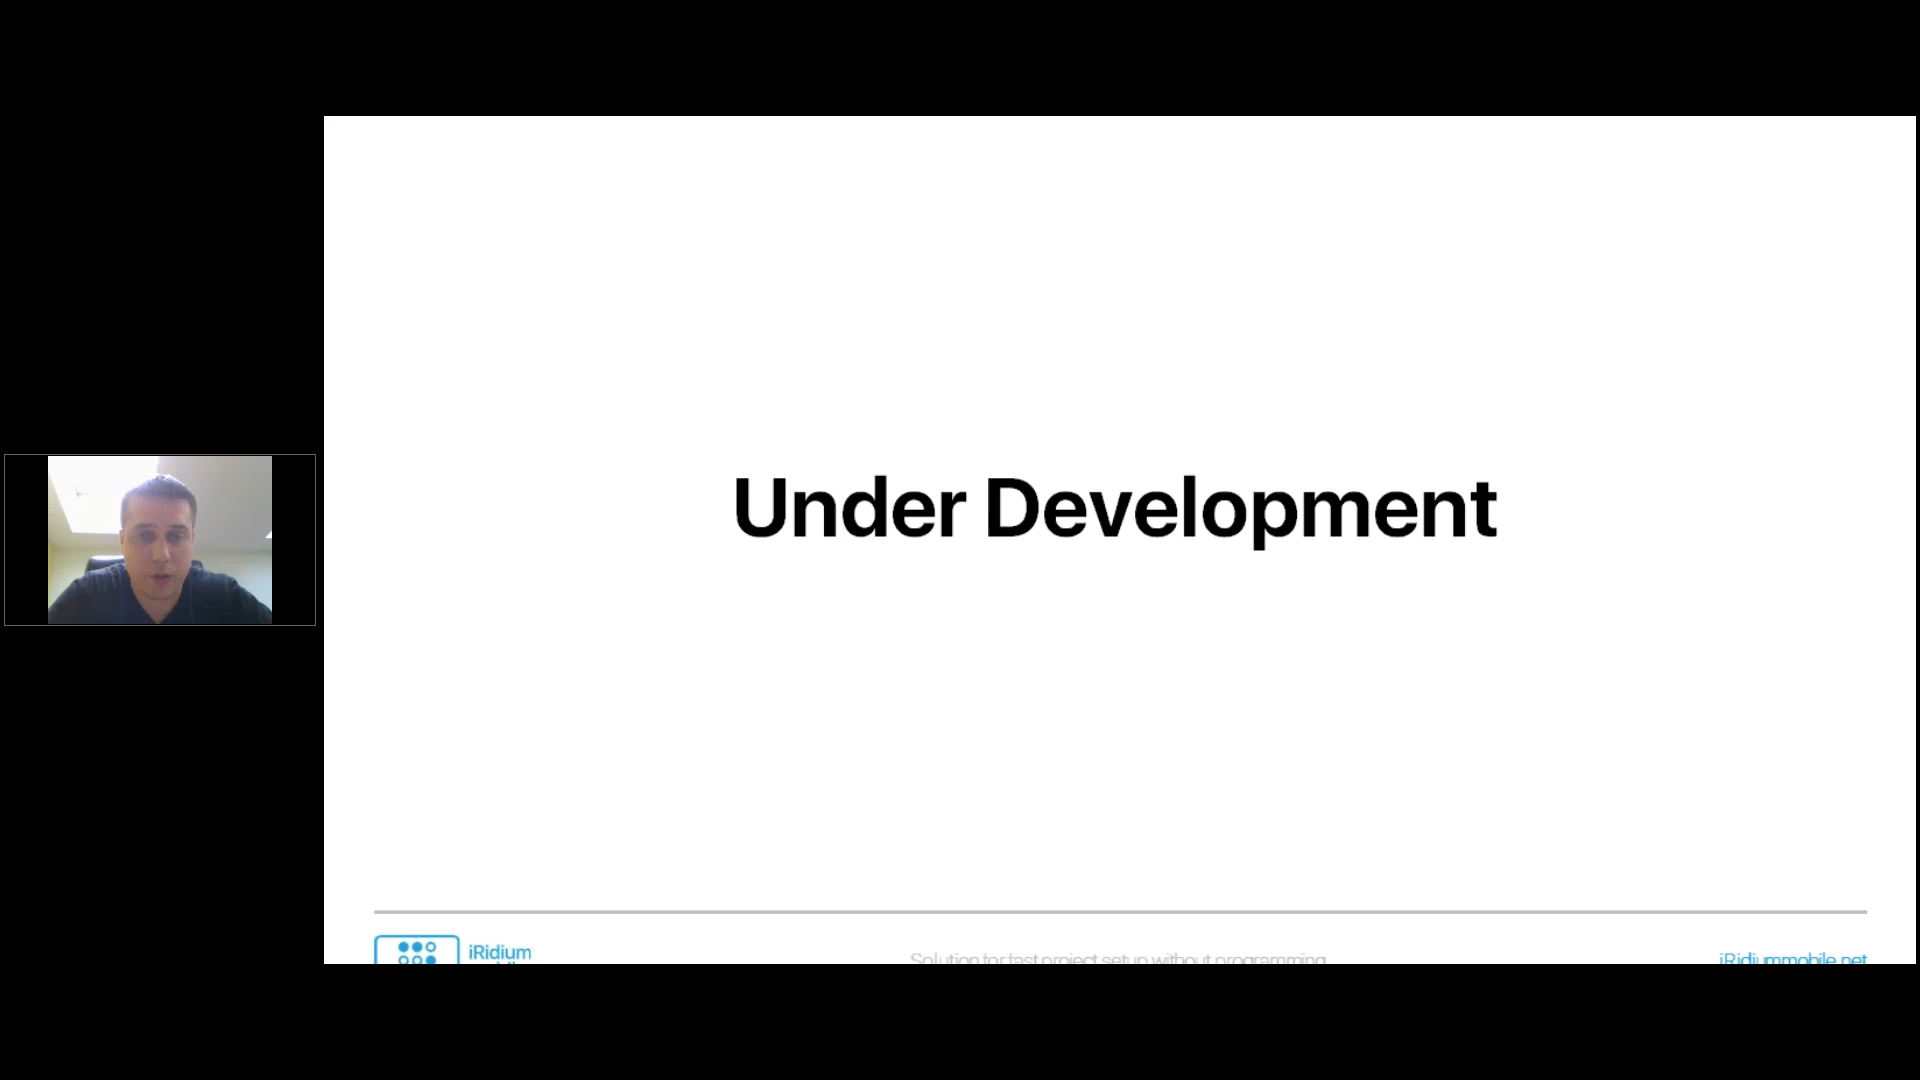 Under Development
iRidium
Solution for fast project setup without programming
iRidiummobile.net